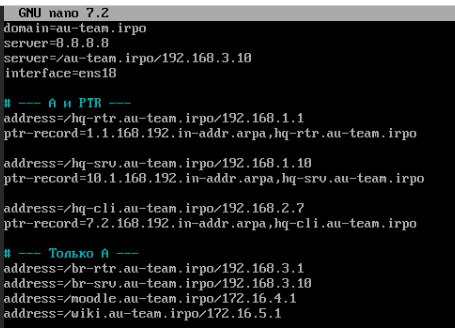 GNU nano 7.2
domain=au-team.irpo
server=8.8.8.8
server=/au-team.irpo/192.168.3.10
interface=ens18
# --- А и PTR ---
address=/hq-rtr.au-team.irpo/192.168.1.1
ptr-record=1.1.168.192.in-addr.arpa,hq-rtr.au-team.irpo
address=/hq-srv.au-team.irpo/192.168.1.10
ptr-record=10.1.168.192.in-addr.arpa,hq-srv.au-team.irpo
address=/hq-cli.au-team.irpo/192.168.2.7
ptr-record=7.2.168.192.in-addr.arpa,hq-cli.au-team.irpo
# --- Только А ---
address=/br-rtr.au-team.irpo/192.168.3.1
address=/br-srv.au-team.irpo/192.168.3.10
address=/moodle.au-team.irpo/172.16.4.1
address=/wiki.au-team.irpo/172.16.5.1